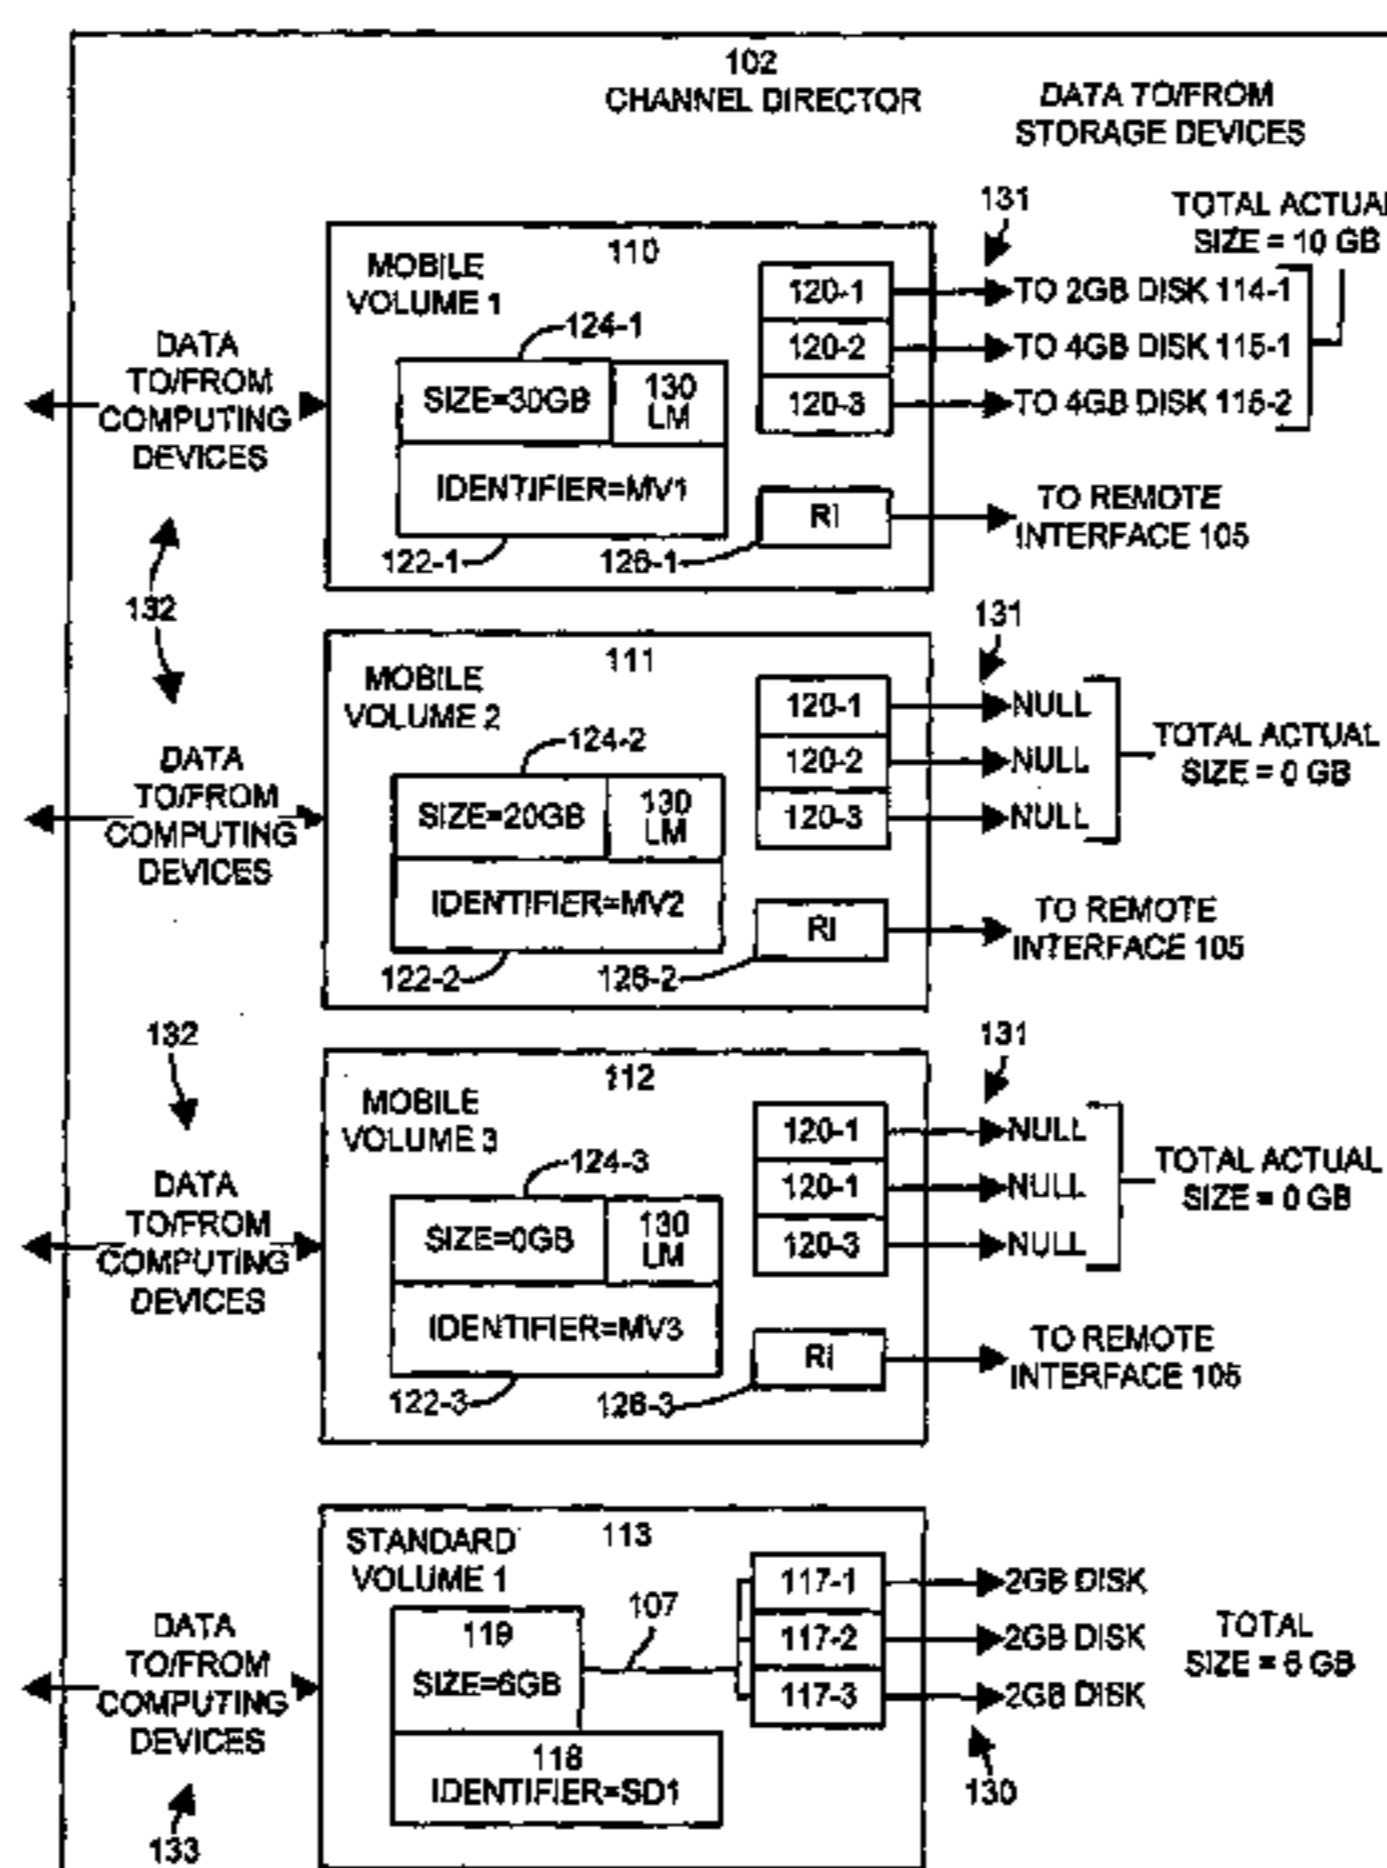 102
CHANNEL DIRECTOR
DATA TO/FROM
STORAGE DEVICES
131
TOTAL ACTUAL
SIZE = 10 GB
110
MOBILE
VOLUME 1
124-1
SIZE=30GB
130
LM
IDENTIFIER=MV1
122-1
120-1
120-2
120-3
TO 2GB DISK 114-1
TO 4GB DISK 115-1
TO 4GB DISK 115-2
RI
126-1
TO REMOTE
INTERFACE 105
DATA
TO/FROM
COMPUTING
DEVICES
132
111
MOBILE
VOLUME 2
124-2
SIZE=20GB
130
LM
IDENTIFIER=MV2
122-2
120-1
120-2
120-3
131
NULL
NULL
NULL
TOTAL ACTUAL
SIZE = 0 GB
RI
126-2
TO REMOTE
INTERFACE 105
DATA
TO/FROM
COMPUTING
DEVICES
132
112
MOBILE
VOLUME 3
124-3
SIZE=0GB
130
LM
IDENTIFIER=MV3
122-3
120-1
120-1
120-3
131
NULL
NULL
NULL
TOTAL ACTUAL
SIZE = 0 GB
RI
126-3
TO REMOTE
INTERFACE 105
DATA
TO/FROM
COMPUTING
DEVICES
113
STANDARD
VOLUME 1
119
SIZE=6GB
107
118
IDENTIFIER=SD1
117-1
117-2
117-3
2GB DISK
2GB DISK
2GB DISK
TOTAL
SIZE = 6 GB
130
DATA
TO/FROM
COMPUTING
DEVICES
133